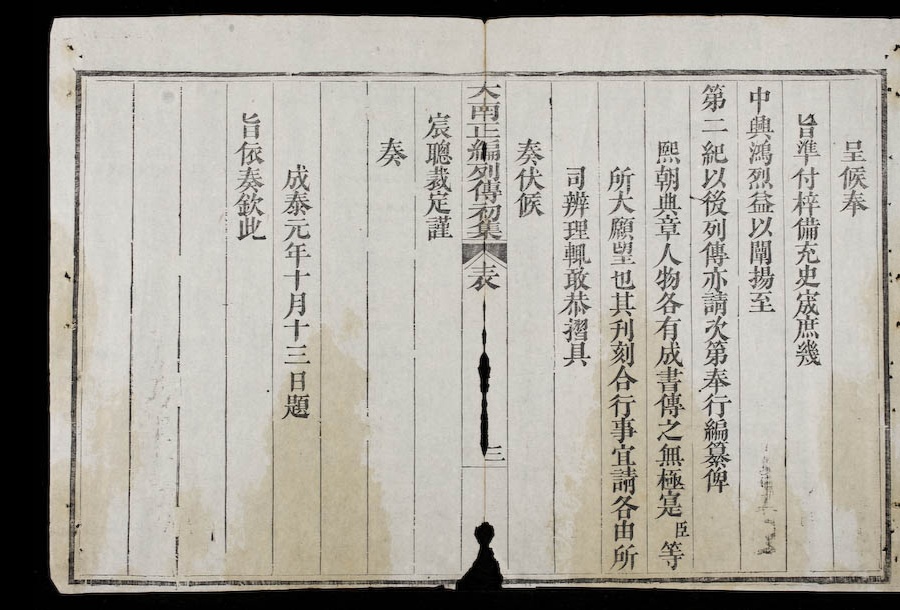 呈候奉
旨準付梓備充史宬庶幾
中興鴻烈益以闡揚至
第二紀以後列傳亦請次第奉行編纂俾
熙朝典章人物各有成書傳之無極寔臣等
所大願望也其刋刻合行事宜請各由所
司辨理輒敢恭摺具
奏伏候
大南正編列傳初集 表 三
宸聰裁定謹
奏
成泰元年十月十三日題
旨依奏欽此